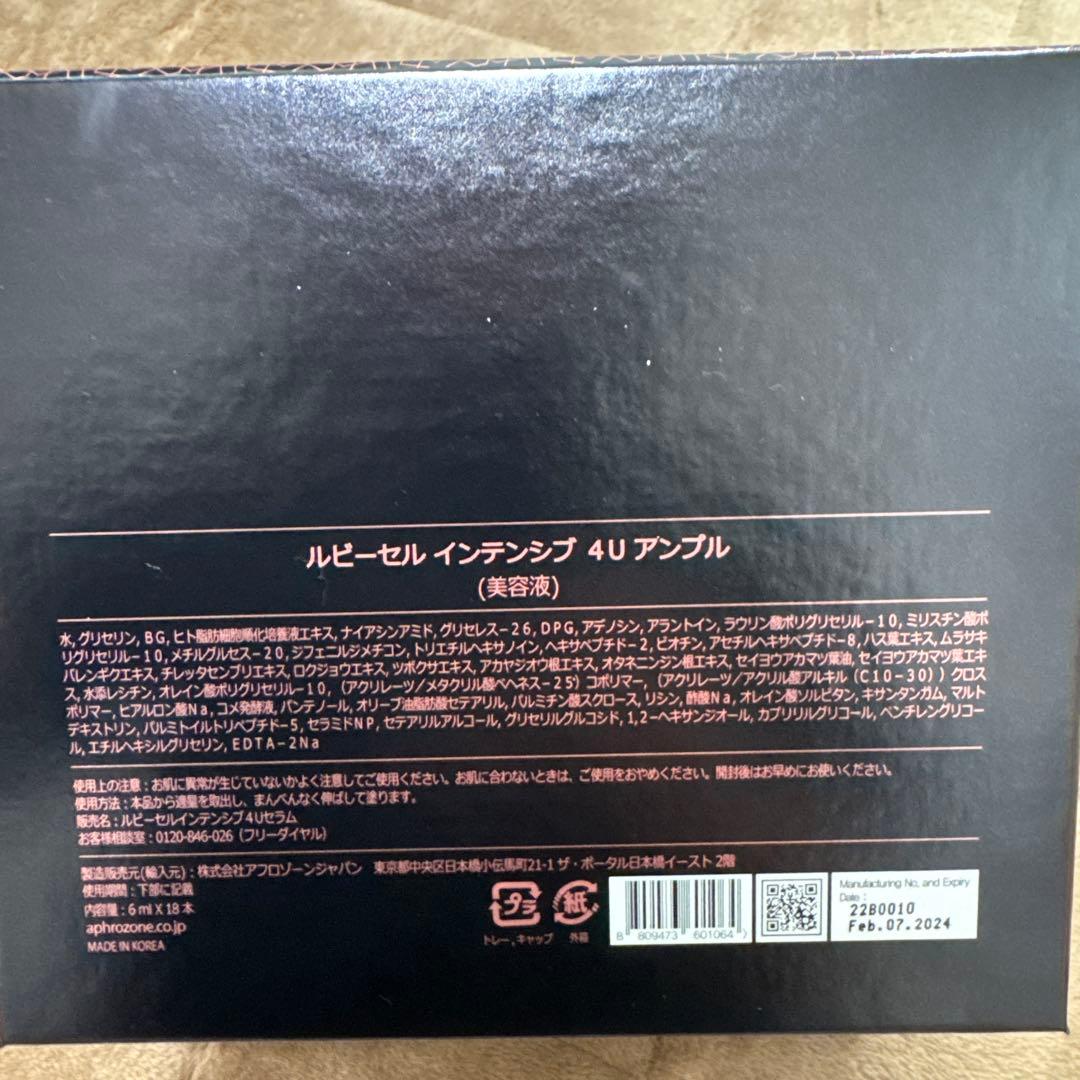 ルビーセル インテンシブ 4U アンプル
(美容液)
水, グリセリン, BG, ヒト脂肪細胞順化培養液エキス, ナイアシンアミド, グリセレス-26, DPG, アデノシン, アラントイン, ラウリン酸ポリグリセリル-10, ミリスチン酸ポ
リグリセリル-10, メチルグルセス-20, ジフェニルジメチコン, トリエチルヘキサノイン, ヘキサペプチド-2, ビオチン, アセチルヘキサペプチド-8, ハス葉エキス, ムラサキ
バレンギクエキス, チレッタセンブリエキス, ロクジョウエキス, ツボクサエキス, アカヤジオウ根エキス, オタネニンジン根エキス, セイヨウアカマツ葉油, セイヨウアカマツ葉エキ
ス, 水添レシチン, オレイン酸ポリグリセリル-10, (アクリレーツ/メタクリル酸ベヘネス-25) コポリマー, (アクリレーツ/アクリル酸アルキル (C10-30)) クロス
ポリマー, ヒアルロン酸Na, コメ発酵液, パンテノール, オリーブ油脂肪酸セテアリル, パルミチン酸スクロース, リシン, 酢酸Na, オレイン酸ソルビタン, キサンタンガム, マルト
デキストリン, パルミトイルトリペプチド-5, セラミドNP, セテアリルアルコール, グリセリルグルコシド, 1,2-ヘキサンジオール, カプリリルグリコール, ペンチレングリコー
ル, エチルヘキシルグリセリン, EDTA-2Na
使用上の注意 : お肌に異常が生じていないかよく注意してご使用ください。お肌に合わないときは、ご使用をおやめください。開封後はお早めにお使いください。
使用方法 : 本品から適量を取出し、まんべんなく伸ばして塗ります。
販売名 : ルビーセルインテンシブ4Uセラム
お客様相談室 : 0120-846-026 (フリーダイヤル)
製造販売元(輸入元) : 株式会社アフロゾーンジャパン 東京都中央区日本橋小伝馬町21-1 ザ・ポータル日本橋イースト 2階
使用期間 : 下部に記載
内容量 : 6 ml X 18 本
aphrozone.co.jp
MADE IN KOREA
プラ
トレー, キャップ
紙
外箱
8 809473 601064
Manufacturing No, and Expiry
Date :
22B0010
Feb.07.2024